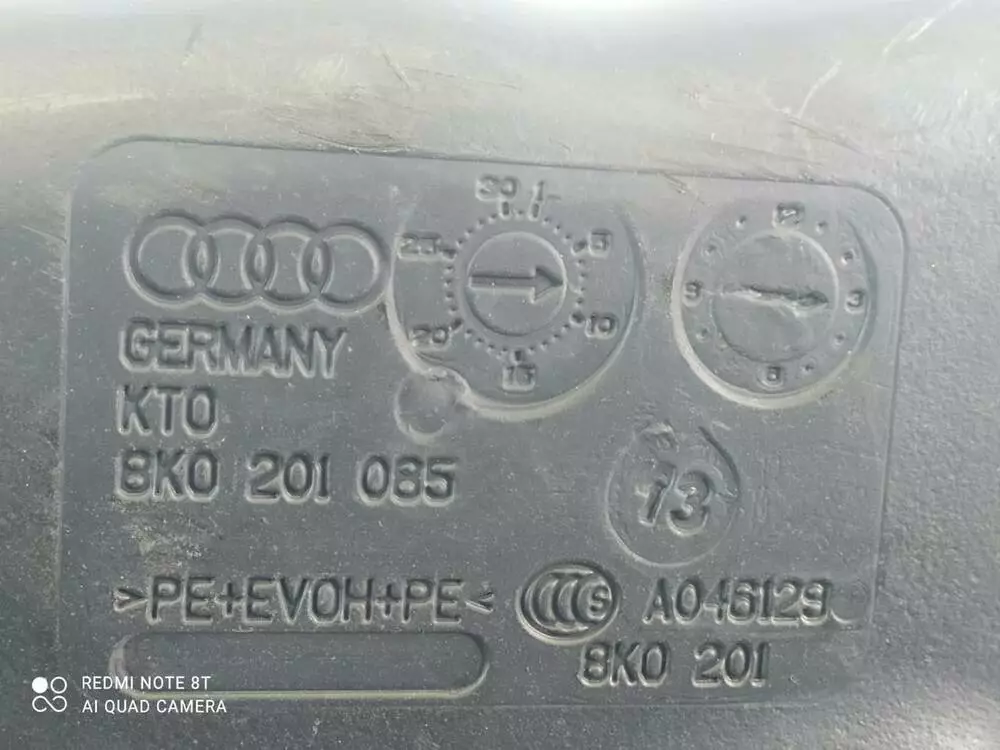 30 1
25 5
20 10
15
12
9 3
6
GERMANY
KTO
8K0 201 085
13
>PE+EVOH+PE<
CCC S A046129
8K0 201
REDMI NOTE 8T
AI QUAD CAMERA